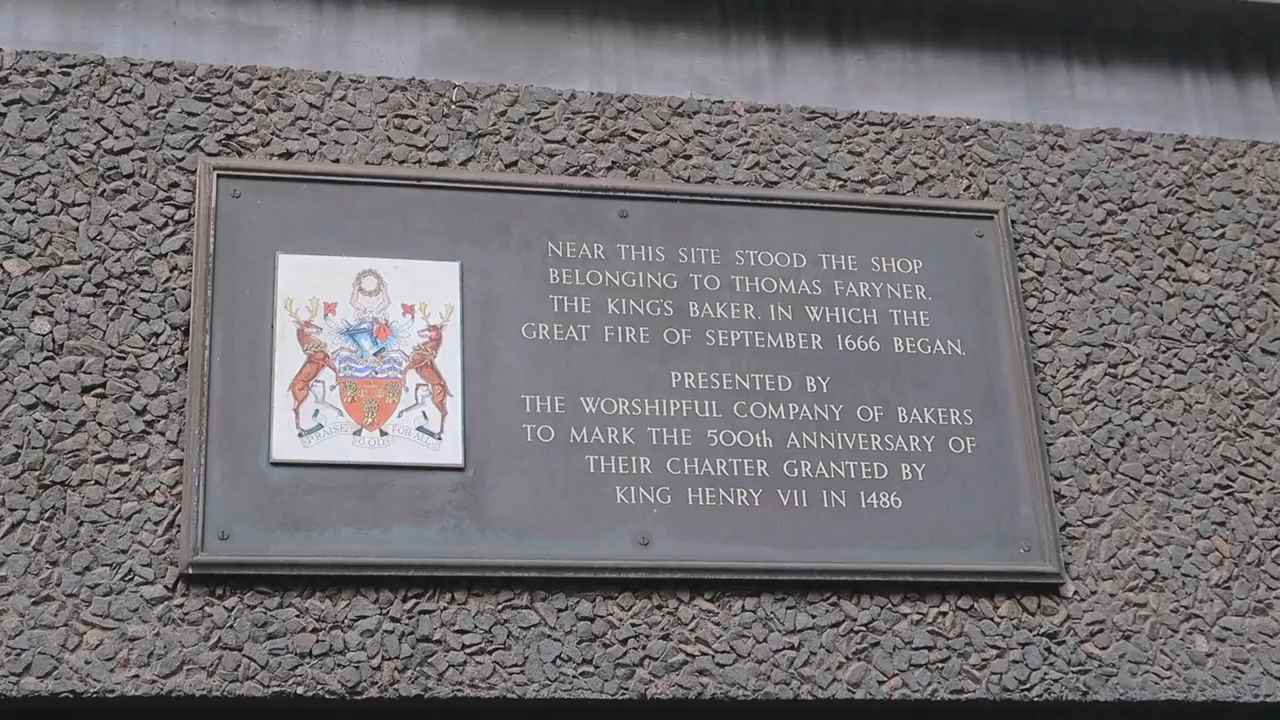 NEAR THIS SITE STOOD THE SHOP
BELONGING TO THOMAS FARYNER.
THE KING'S BAKER. IN WHICH THE
GREAT FIRE OF SEPTEMBER 1666 BEGAN.
PRESENTED BY
THE WORSHIPFUL COMPANY OF BAKERS
TO MARK THE 500th ANNIVERSARY OF
THEIR CHARTER GRANTED BY
KING HENRY VII IN 1486
PRAISE GOD FOR ALL